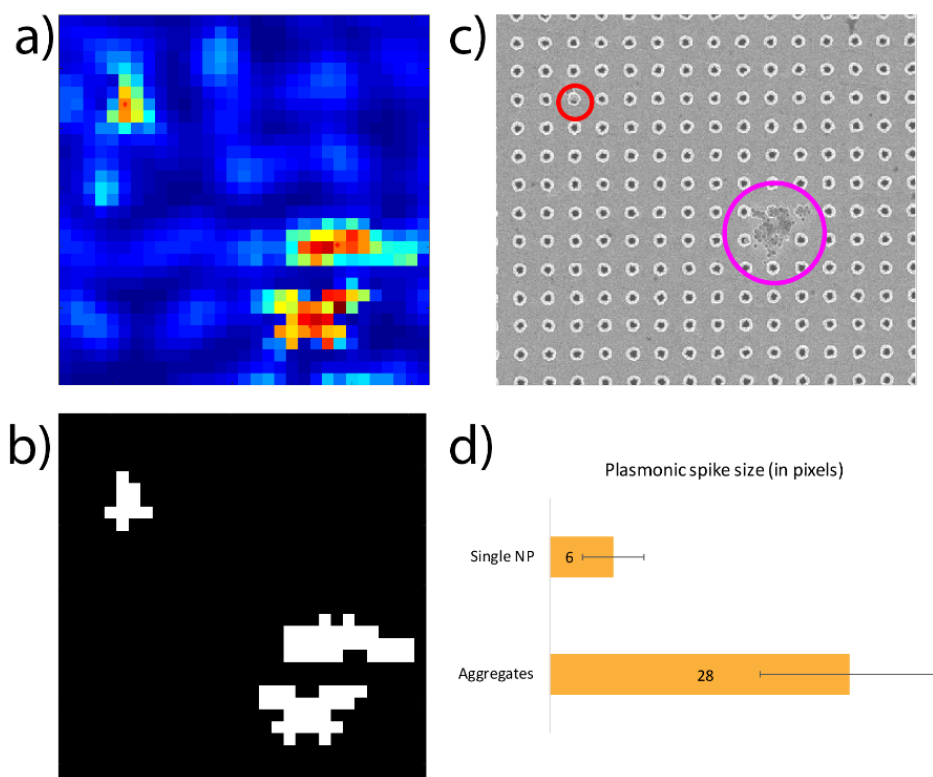 a)
c)
b)
d)
Plasmonic spike size (in pixels)
Single NP
6
Aggregates
28